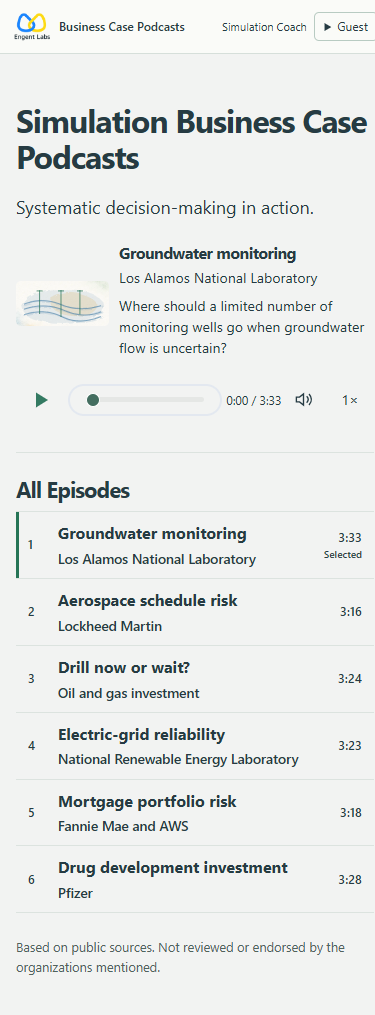 Engent Labs
Business Case Podcasts
Simulation Coach
Guest
Simulation Business Case
Podcasts
Systematic decision-making in action.
Groundwater monitoring
Los Alamos National Laboratory
Where should a limited number of
monitoring wells go when groundwater
flow is uncertain?
0:00 / 3:33
1×
All Episodes
1
Groundwater monitoring
Los Alamos National Laboratory
3:33
Selected
2
Aerospace schedule risk
Lockheed Martin
3:16
3
Drill now or wait?
Oil and gas investment
3:24
4
Electric-grid reliability
National Renewable Energy Laboratory
3:23
5
Mortgage portfolio risk
Fannie Mae and AWS
3:18
6
Drug development investment
Pfizer
3:28
Based on public sources. Not reviewed or endorsed by the
organizations mentioned.